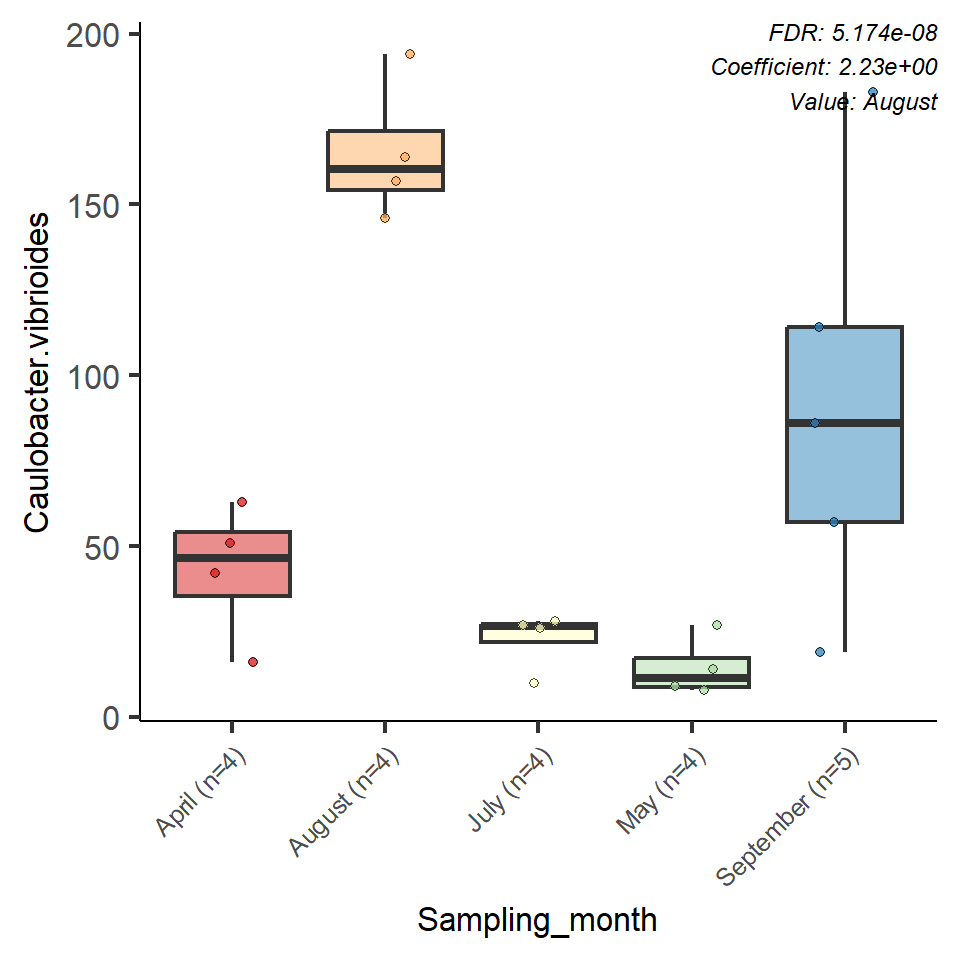 FDR: 5.174e-08
Coefficient: 2.23e+00
Value: August
200
150
100
50
0
Caulobacter.vibrioides
April (n=4)
August (n=4)
July (n=4)
May (n=4)
September (n=5)
Sampling_month